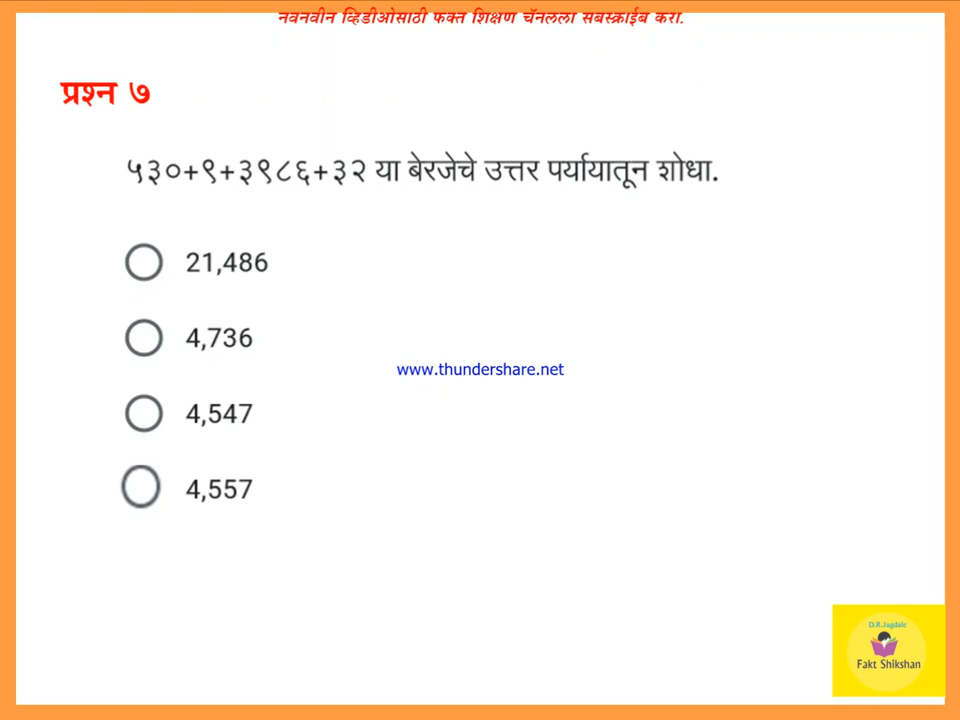 नवनवीन व्हिडीओसाठी फक्त शिक्षण चॅनलला सबस्क्राईब करा.
प्रश्न ७
५३०+९+३९८६+३२ या बेरजेचे उत्तर पर्यायातून शोधा.
21,486
4,736
www.thundershare.net
4,547
4,557
D.R.Jagdale
Fakt Shikshan